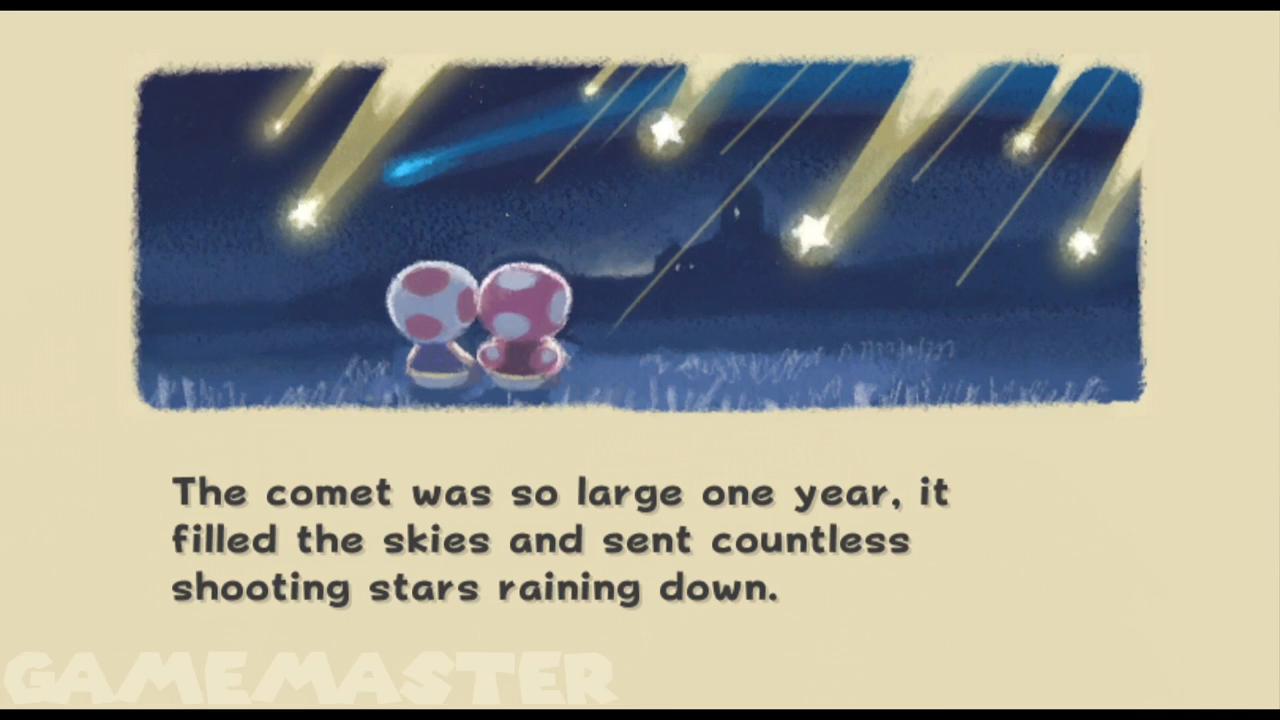 The comet was so large one year, it
filled the skies and sent countless
shooting stars raining down.
GAMEMASTER